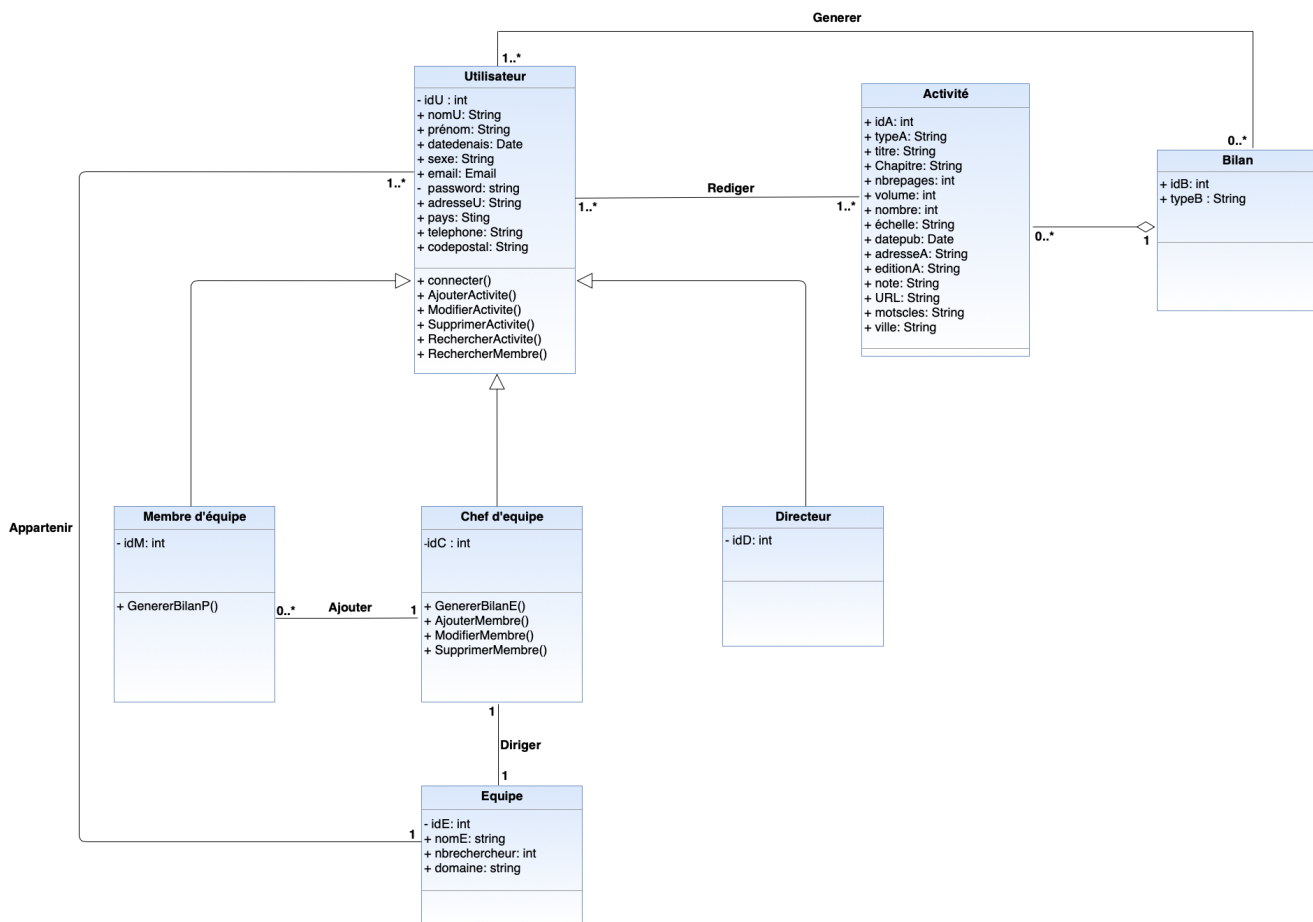 Genérer
1..*
0..*
Utilisateur
- idU : int
+ nomU: String
+ prénom: String
+ datedenais: Date
+ sexe: String
+ email: Email
- password: string
+ adresseU: String
+ pays: Sting
+ telephone: String
+ codepostal: String
+ connecter()
+ AjouterActivite()
+ ModifierActivite()
+ SupprimerActivite()
+ RechercherActivite()
+ RechercherMembre()
1..*
Rediger
1..*
1..*
Activité
+ idA: int
+ typeA: String
+ titre: String
+ Chapitre: String
+ nbrepages: int
+ volume: int
+ nombre: int
+ échelle: String
+ datepub: Date
+ adresseA: String
+ editionA: String
+ note: String
+ URL: String
+ motscles: String
+ ville: String
0..*
1
Bilan
+ idB: int
+ typeB : String
Appartenir
Membre d'équipe
- idM: int
+ GenererBilanP()
0..*
Ajouter
1
Chef d'equipe
-idC : int
+ GenererBilanE()
+ AjouterMembre()
+ ModifierMembre()
+ SupprimerMembre()
Directeur
- idD: int
1
Diriger
1
1
Equipe
- idE: int
+ nomE: string
+ nbrechercheur: int
+ domaine: string